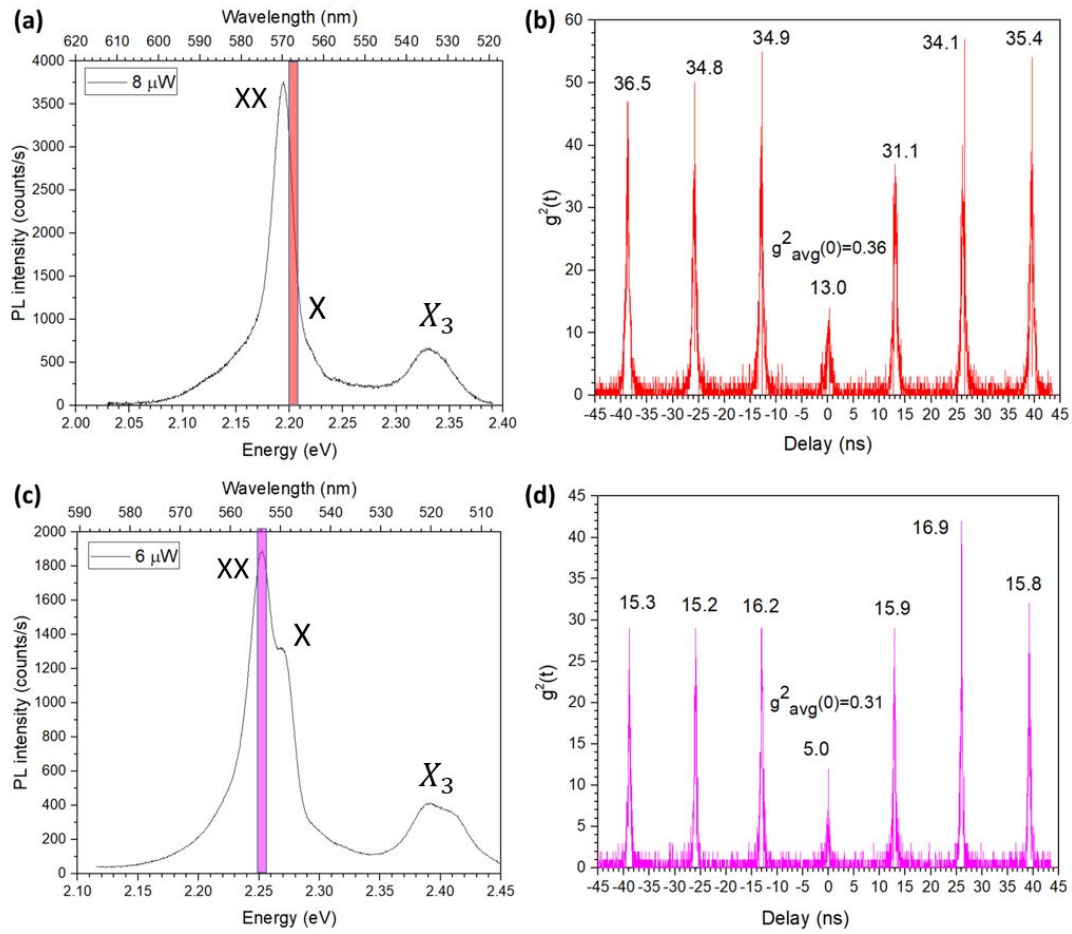 (a)
Wavelength (nm)
620 610 600 590 580 570 560 550 540 530 520
4000
3500
3000
2500
2000
1500
1000
500
0
PL intensity (counts/s)
8 μW
XX
X
X₃
2.00 2.05 2.10 2.15 2.20 2.25 2.30 2.35 2.40
Energy (eV)
(b)
60
50
40
30
20
10
0
g²(t)
36.5 34.8 34.9 34.1 35.4
31.1
g²avg(0)=0.36
13.0
-45 -40 -35 -30 -25 -20 -15 -10 -5 0 5 10 15 20 25 30 35 40 45
Delay (ns)
(c)
Wavelength (nm)
590 580 570 560 550 540 530 520 510
2000
1800
1600
1400
1200
1000
800
600
400
200
0
PL intensity (counts/s)
6 μW
XX
X
X₃
2.10 2.15 2.20 2.25 2.30 2.35 2.40 2.45
Energy (eV)
(d)
45
40
35
30
25
20
15
10
5
0
g²(t)
16.9
15.3 15.2 16.2 15.9 15.8
g²avg(0)=0.31
5.0
-45 -40 -35 -30 -25 -20 -15 -10 -5 0 5 10 15 20 25 30 35 40 45
Delay (ns)